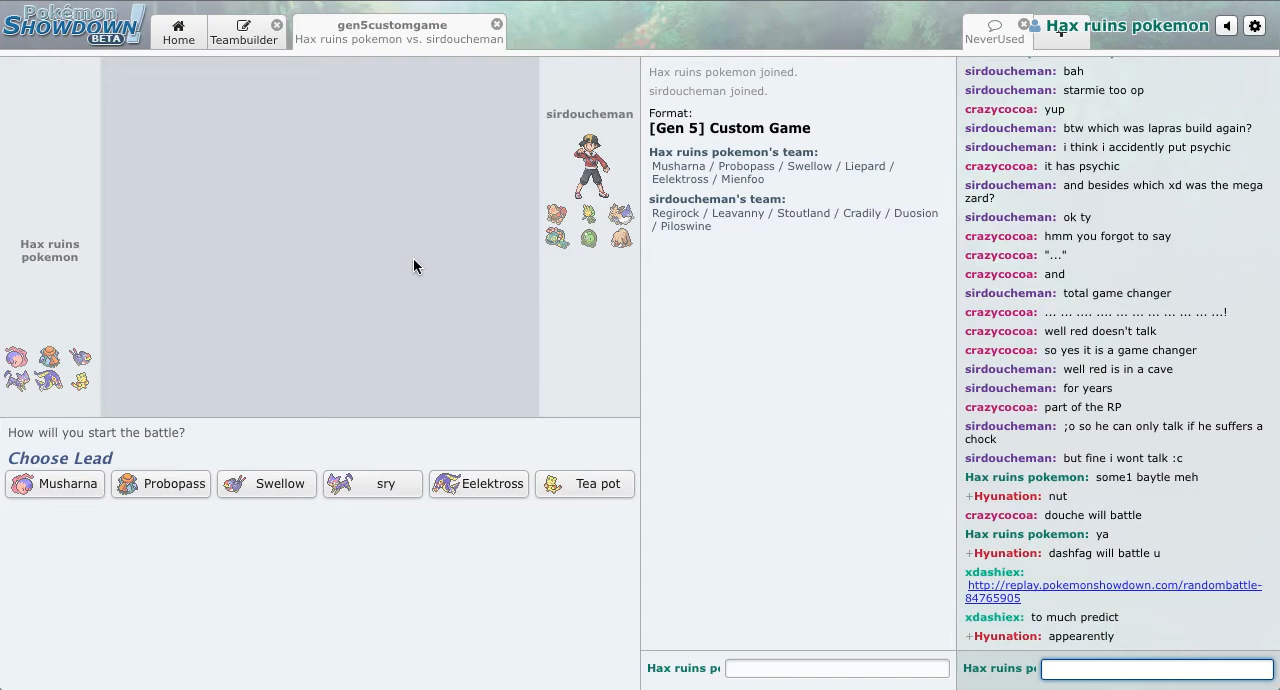 Pokémon
SHOWDOWN!
BETA
Home
Teambuilder
gen5customgame
Hax ruins pokemon vs. sirdoucheman
NeverUsed
Hax ruins pokemon
sirdoucheman
Hax ruins
pokemon
How will you start the battle?
Choose Lead
Musharna
Probopass
Swellow
sry
Eelektross
Tea pot
Hax ruins pokemon joined.
sirdoucheman joined.
Format:
[Gen 5] Custom Game
Hax ruins pokemon's team:
Musharna / Probopass / Swellow / Liepard /
Eelektross / Mienfoo
sirdoucheman's team:
Regirock / Leavanny / Stoutland / Cradily / Duosion
/ Piloswine
Hax ruins p
sirdoucheman: bah
sirdoucheman: starmie too op
crazycocoa: yup
sirdoucheman: btw which was lapras build again?
sirdoucheman: i think i accidently put psychic
crazycocoa: it has psychic
sirdoucheman: and besides which xd was the mega
zard?
sirdoucheman: ok ty
crazycocoa: hmm you forgot to say
crazycocoa: "..."
crazycocoa: and
sirdoucheman: total game changer
crazycocoa: ... ... .... .... ... ... ... ... ... ... ...!
crazycocoa: well red doesn't talk
crazycocoa: so yes it is a game changer
sirdoucheman: well red is in a cave
sirdoucheman: for years
crazycocoa: part of the RP
sirdoucheman: ;o so he can only talk if he suffers a
chock
sirdoucheman: but fine i wont talk :c
Hax ruins pokemon: some1 baytle meh
+Hyunation: nut
crazycocoa: douche will battle
Hax ruins pokemon: ya
+Hyunation: dashfag will battle u
xdashiex:
http://replay.pokemonshowdown.com/randombattle-
84765905
xdashiex: to much predict
+Hyunation: appearently
Hax ruins p